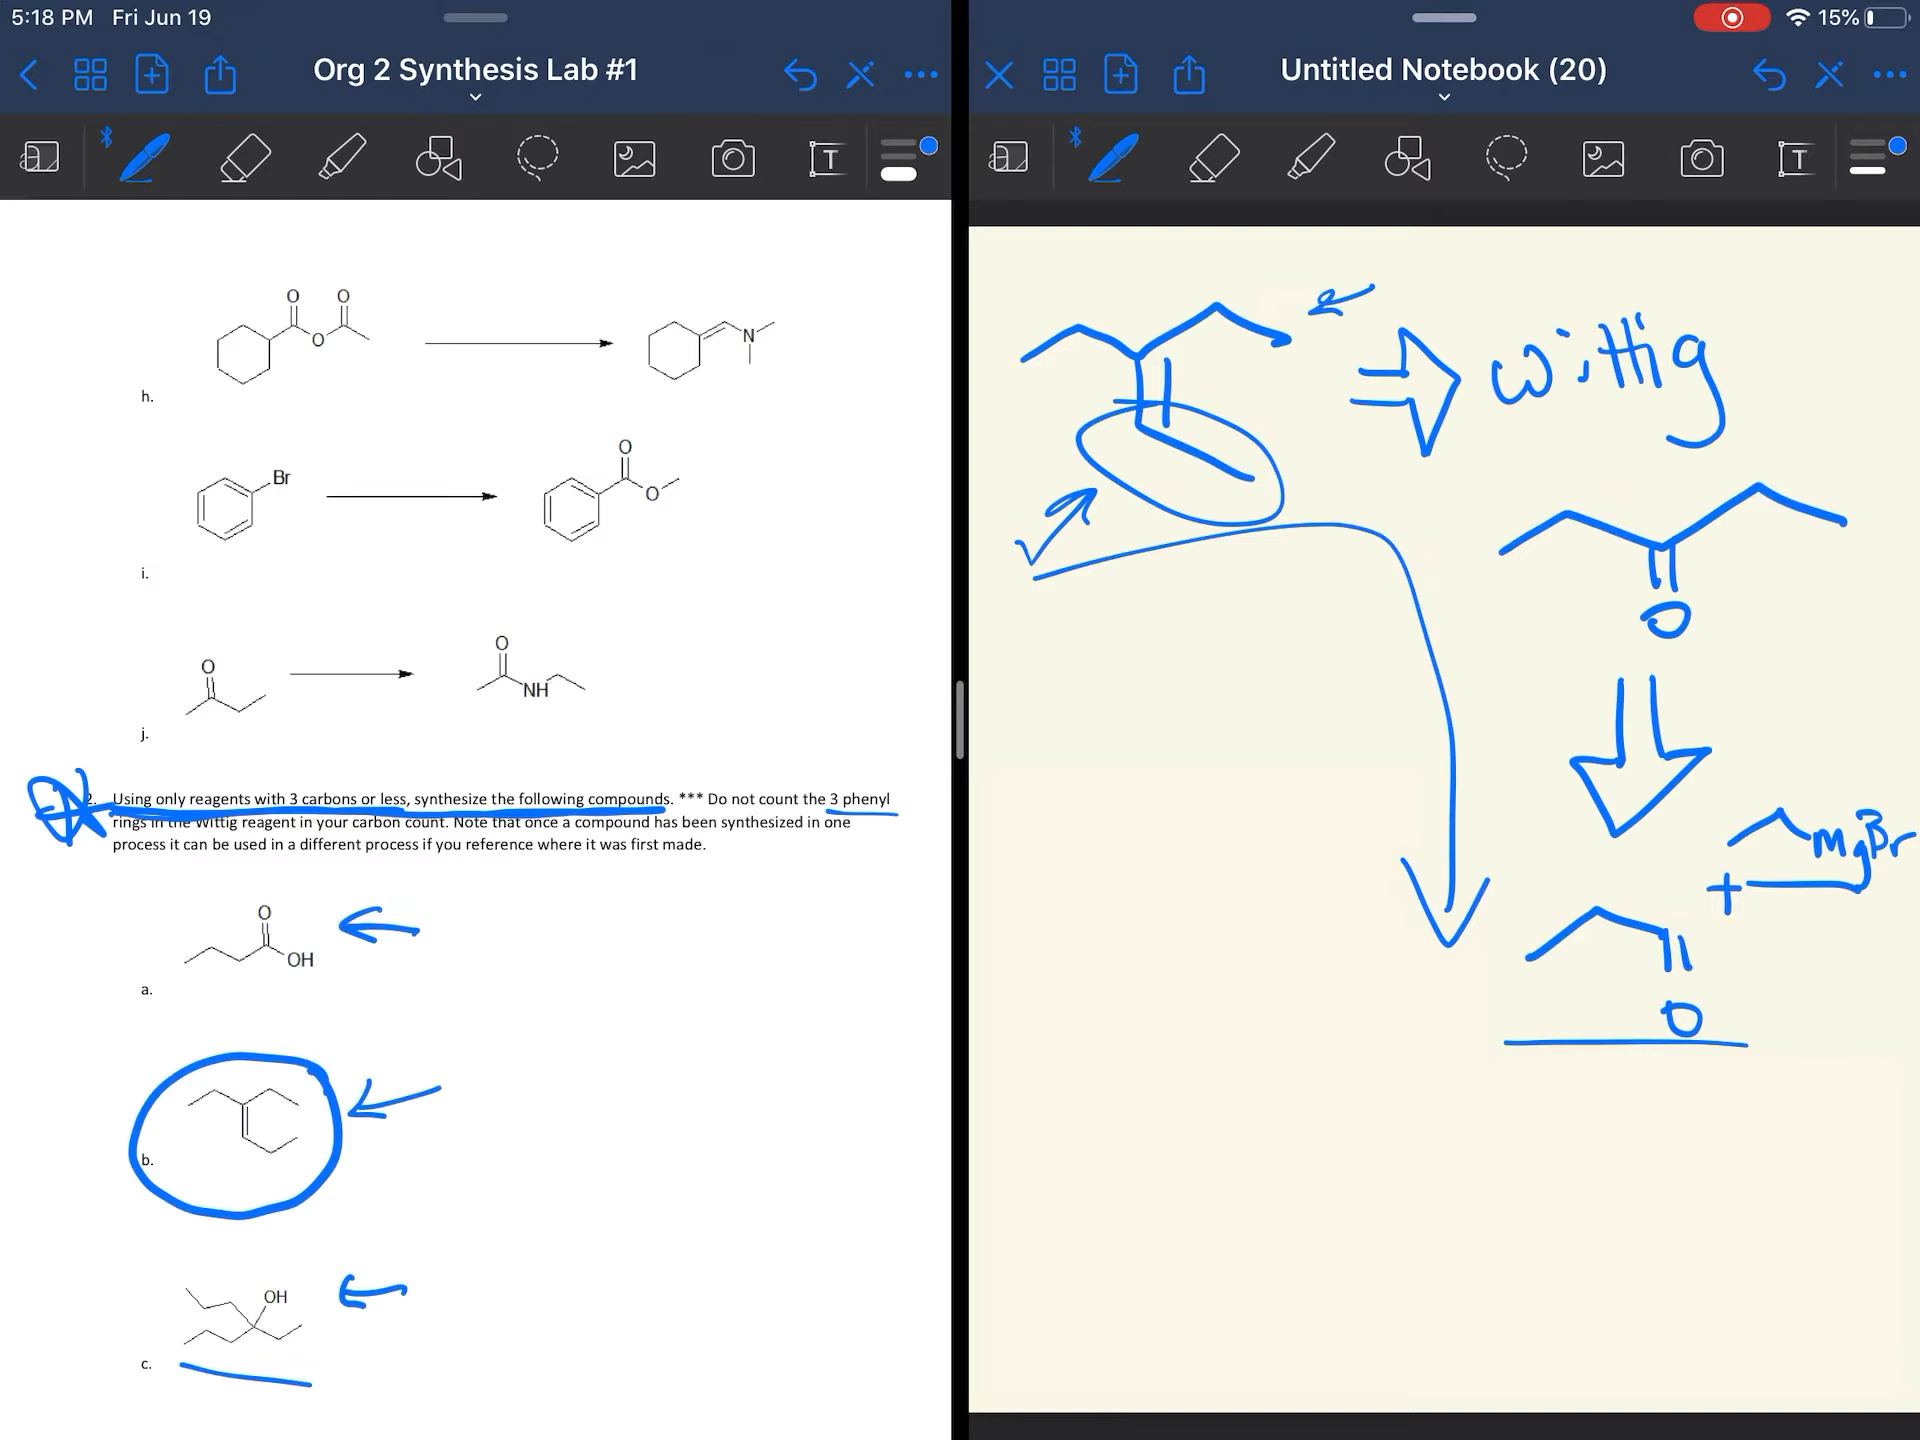 5:18 PM Fri Jun 19
15%
Org 2 Synthesis Lab #1
Untitled Notebook (20)
a
T
a
T
O O
O
N
h.
Br
O
O
i.
O
O
NH
j.
2. Using only reagents with 3 carbons or less, synthesize the following compounds. *** Do not count the 3 phenyl
rings in the Wittig reagent in your carbon count. Note that once a compound has been synthesized in one
process it can be used in a different process if you reference where it was first made.
O
OH
a.
b.
OH
c.
Wittig
O
MgBr
+
O